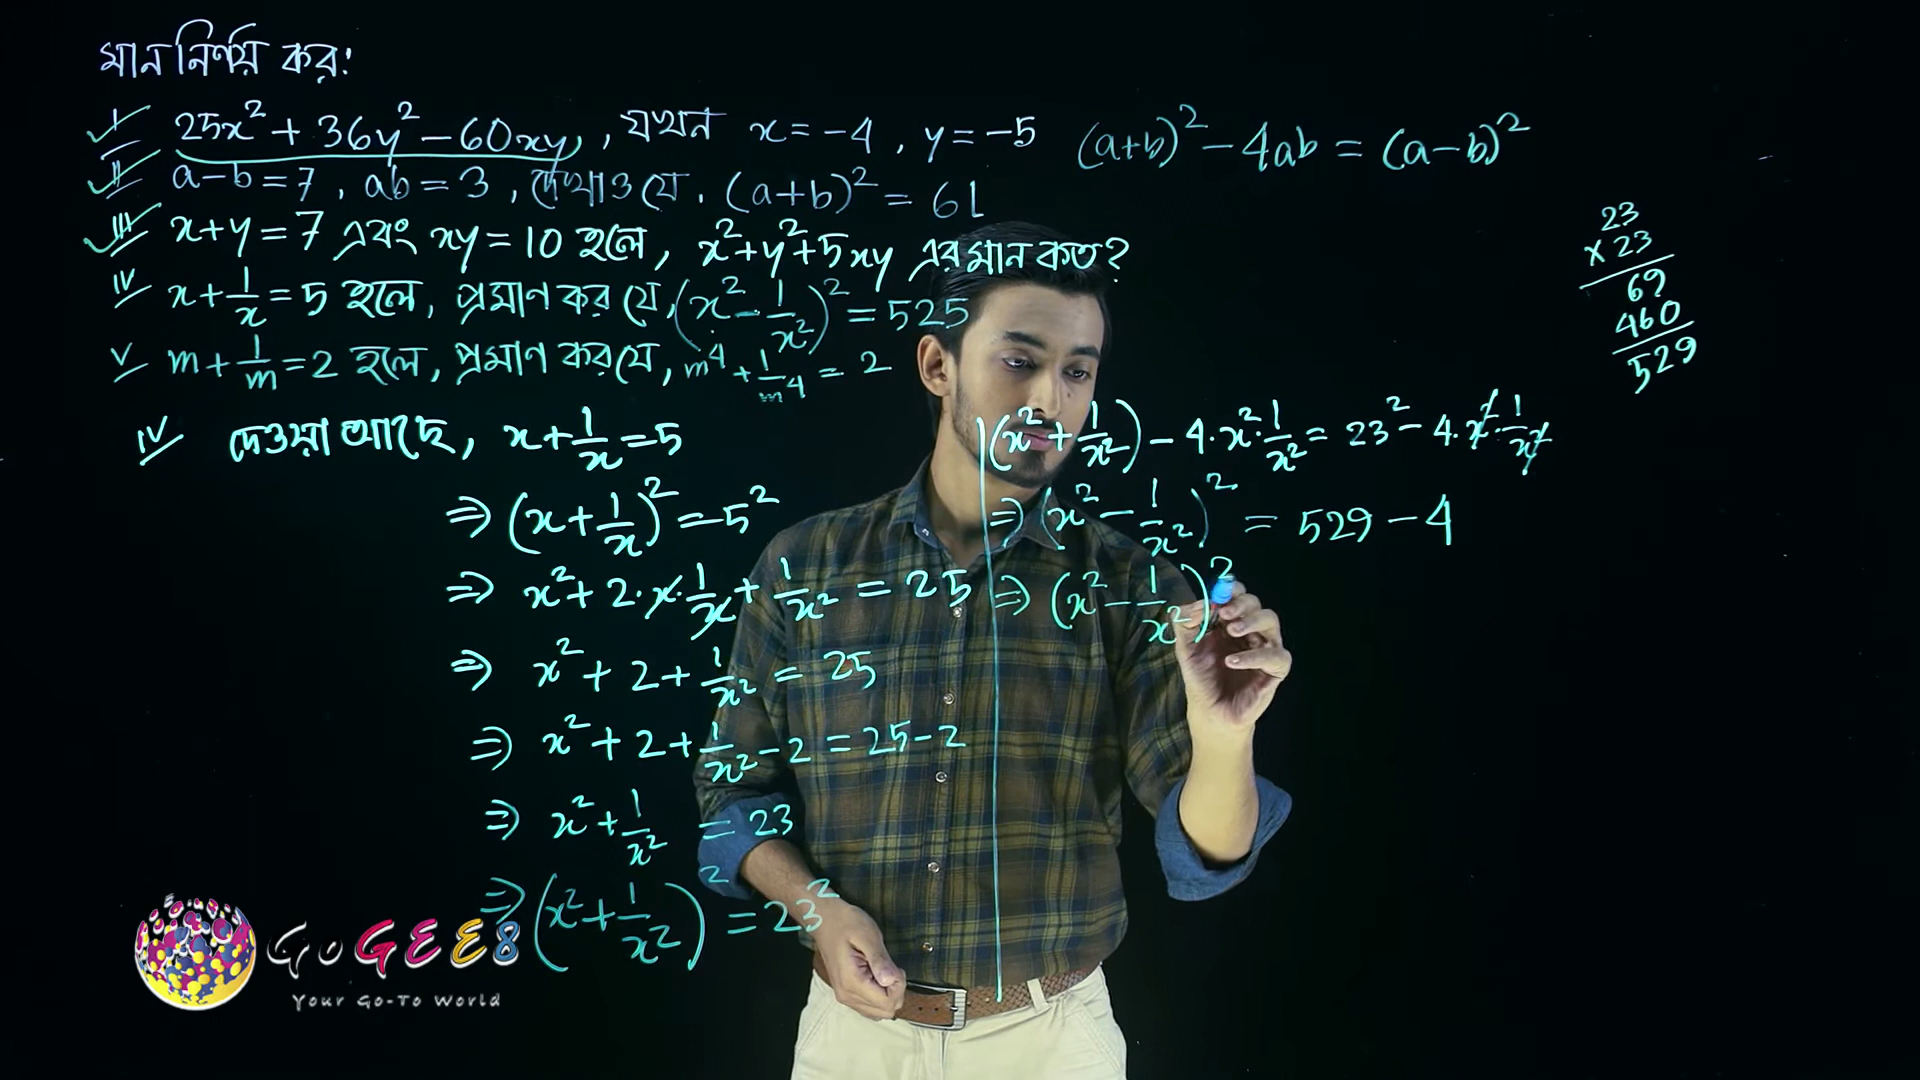 মান নির্ণয় কর:
I 25x² + 36y² − 60xy, যখন x = −4, y = −5
(a+b)² − 4ab = (a−b)²
II a−b = 7, ab = 3, দেখাও যে, (a+b)² = 61
III x+y = 7 এবং xy = 10 হলে, x²+y²+5xy এর মান কত?
IV x + 1/x = 5 হলে, প্রমাণ কর যে, (x² − 1/x²)² = 525
V m + 1/m = 2 হলে, প্রমাণ কর যে, m⁴ + 1/m⁴ = 2
23
× 23
69
460
529
IV দেওয়া আছে, x + 1/x = 5
⇒ (x + 1/x)² = 5²
⇒ x² + 2·x·1/x + 1/x² = 25
⇒ x² + 2 + 1/x² = 25
⇒ x² + 2 + 1/x² − 2 = 25 − 2
⇒ x² + 1/x² = 23
⇒ (x² + 1/x²)² = 23²
(x² + 1/x²) − 4·x²·1/x² = 23² − 4·x²·1/x²
⇒ (x² − 1/x²)² = 529 − 4
⇒ (x² − 1/x²)²
GoGEE8
Your Go-To World